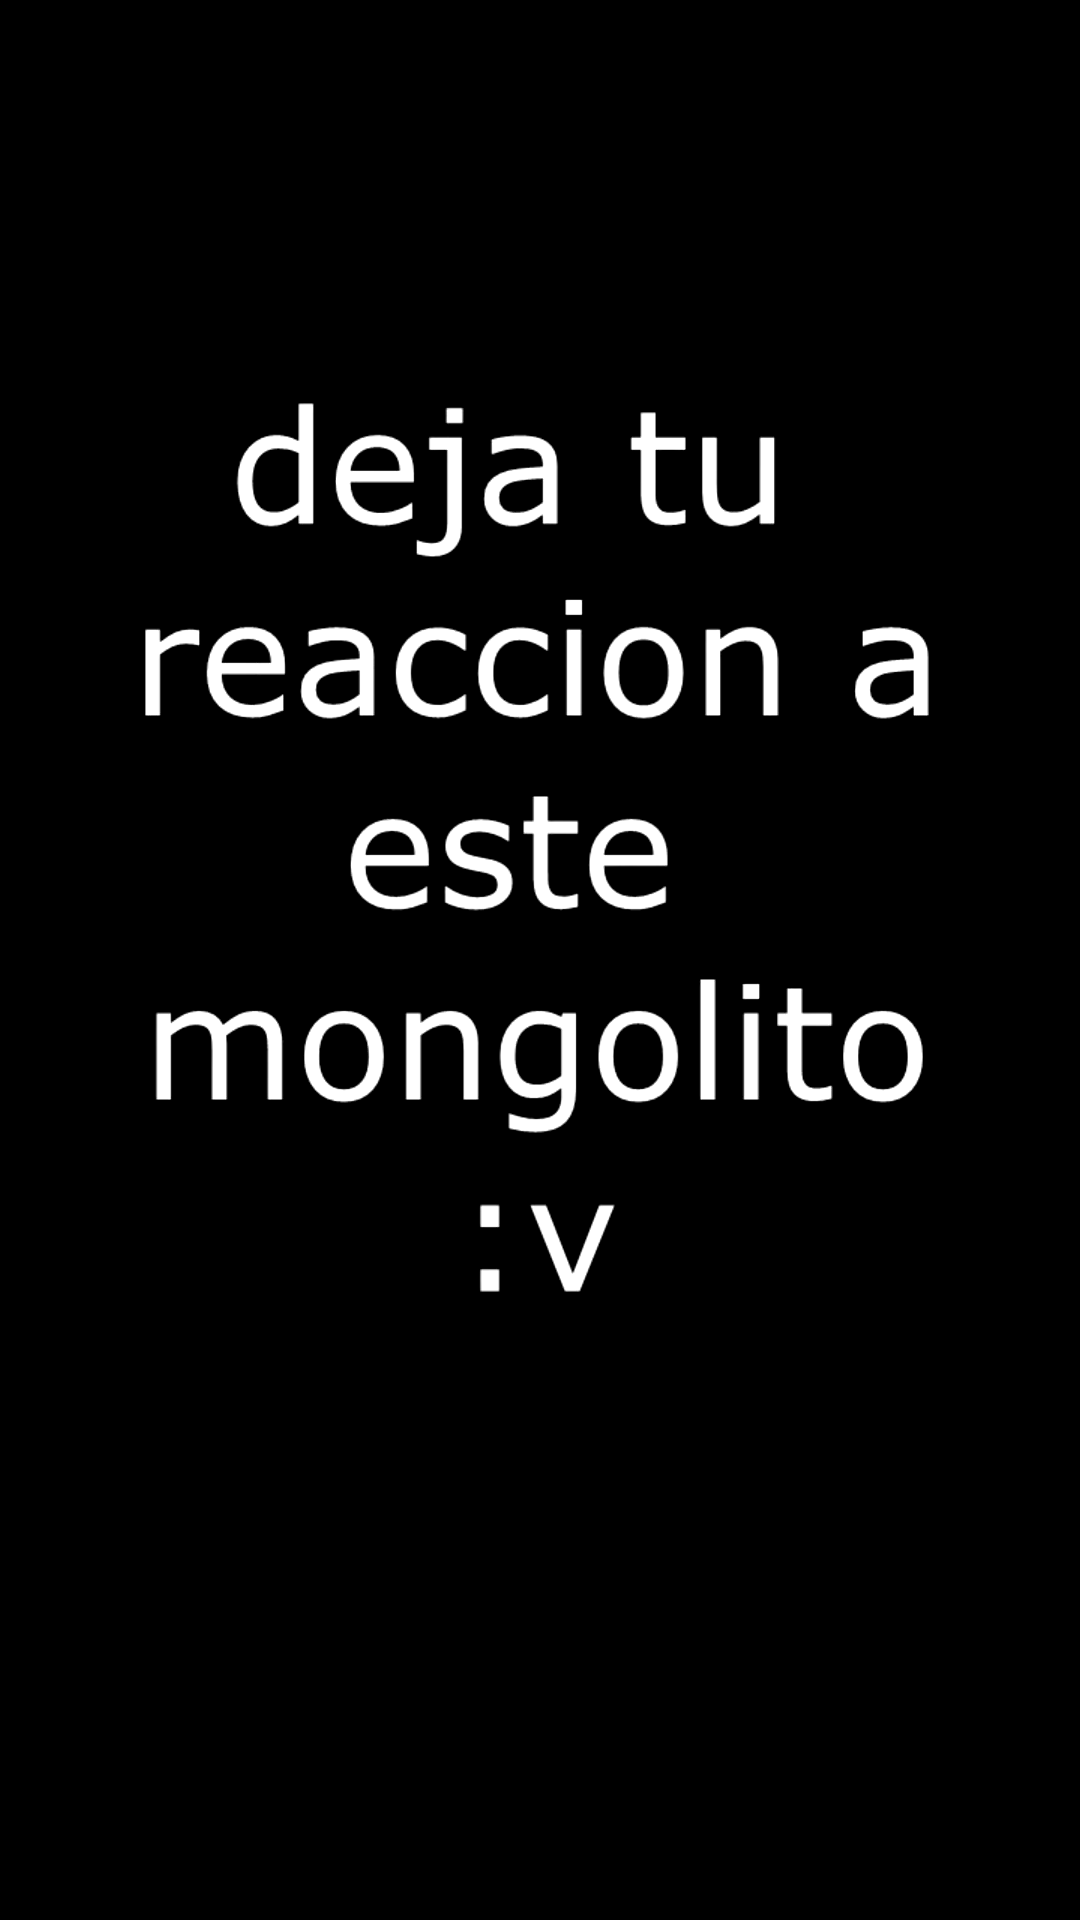 deja tu
reaccion a
este
mongolito
:v